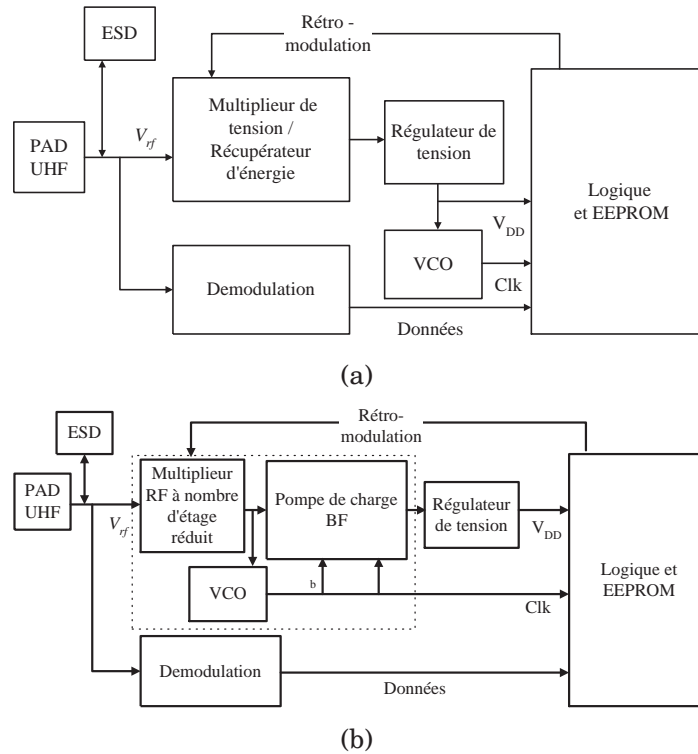 ESD
Rétro -
modulation
PAD
UHF
Vrf
Multiplieur de
tension /
Récupérateur
d'énergie
Régulateur de
tension
Logique
et EEPROM
VDD
VCO
Clk
Demodulation
Données
(a)
ESD
Rétro-
modulation
PAD
UHF
Vrf
Multiplieur
RF à nombre
d'étage
réduit
Pompe de charge
BF
Régulateur
de tension
VDD
Logique et
EEPROM
VCO
b
Clk
Demodulation
Données
(b)